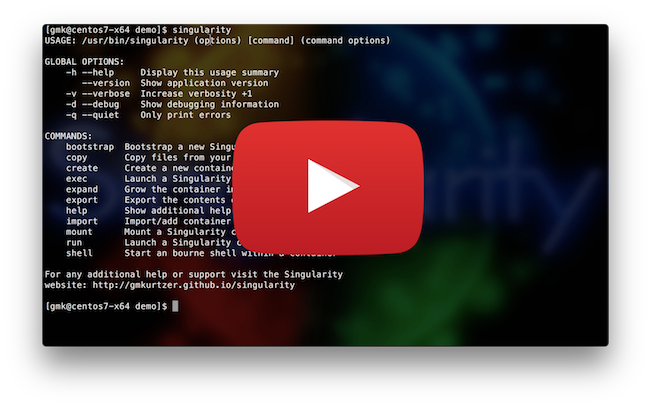 [gmk@centos7-x64 demo]$ singularity
USAGE: /usr/bin/singularity (options) [command] (command options)
GLOBAL OPTIONS:
-h --help Display this usage summary
--version Show application version
-v --verbose Increase verbosity +1
-d --debug Show debugging information
-q --quiet Only print errors
COMMANDS:
bootstrap Bootstrap a new
copy Copy files from your
create Create a new
exec Launch a Singularity
expand Grow the container
export Export the contents
help Show additional help
import Import/add container
mount Mount a Singularity
run Launch a Singularity
shell Start an bourne shell within a container
For any additional help or support visit the Singularity
website: http://gmkurtzer.github.io/singularity
[gmk@centos7-x64 demo]$